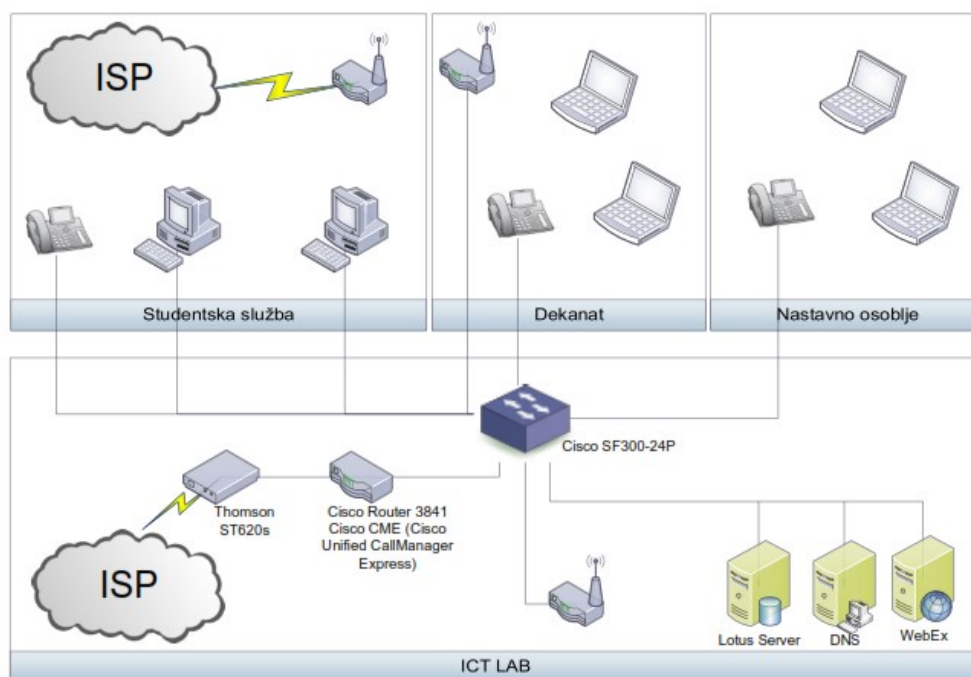 ISP
Studentska služba
Dekanat
Nastavno osoblje
Cisco SF300-24P
Thomson
ST620s
Cisco Router 3841
Cisco CME (Cisco
Unified CallManager
Express)
ISP
Lotus Server
DNS
WebEx
ICT LAB